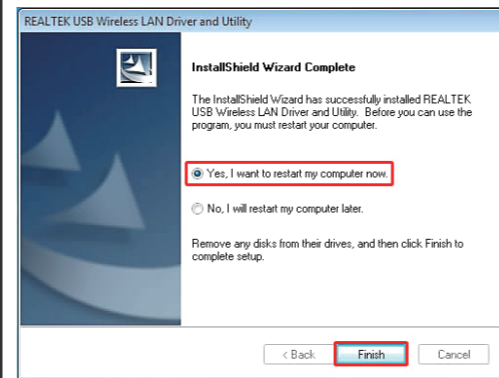 REALTEK USB Wireless LAN Driver and Utility
InstallShield Wizard Complete
The InstallShield Wizard has successfully installed REALTEK
USB Wireless LAN Driver and Utility. Before you can use the
program, you must restart your computer.
Yes, I want to restart my computer now.
No, I will restart my computer later.
Remove any disks from their drives, and then click Finish to
complete setup.
< Back
Finish
Cancel